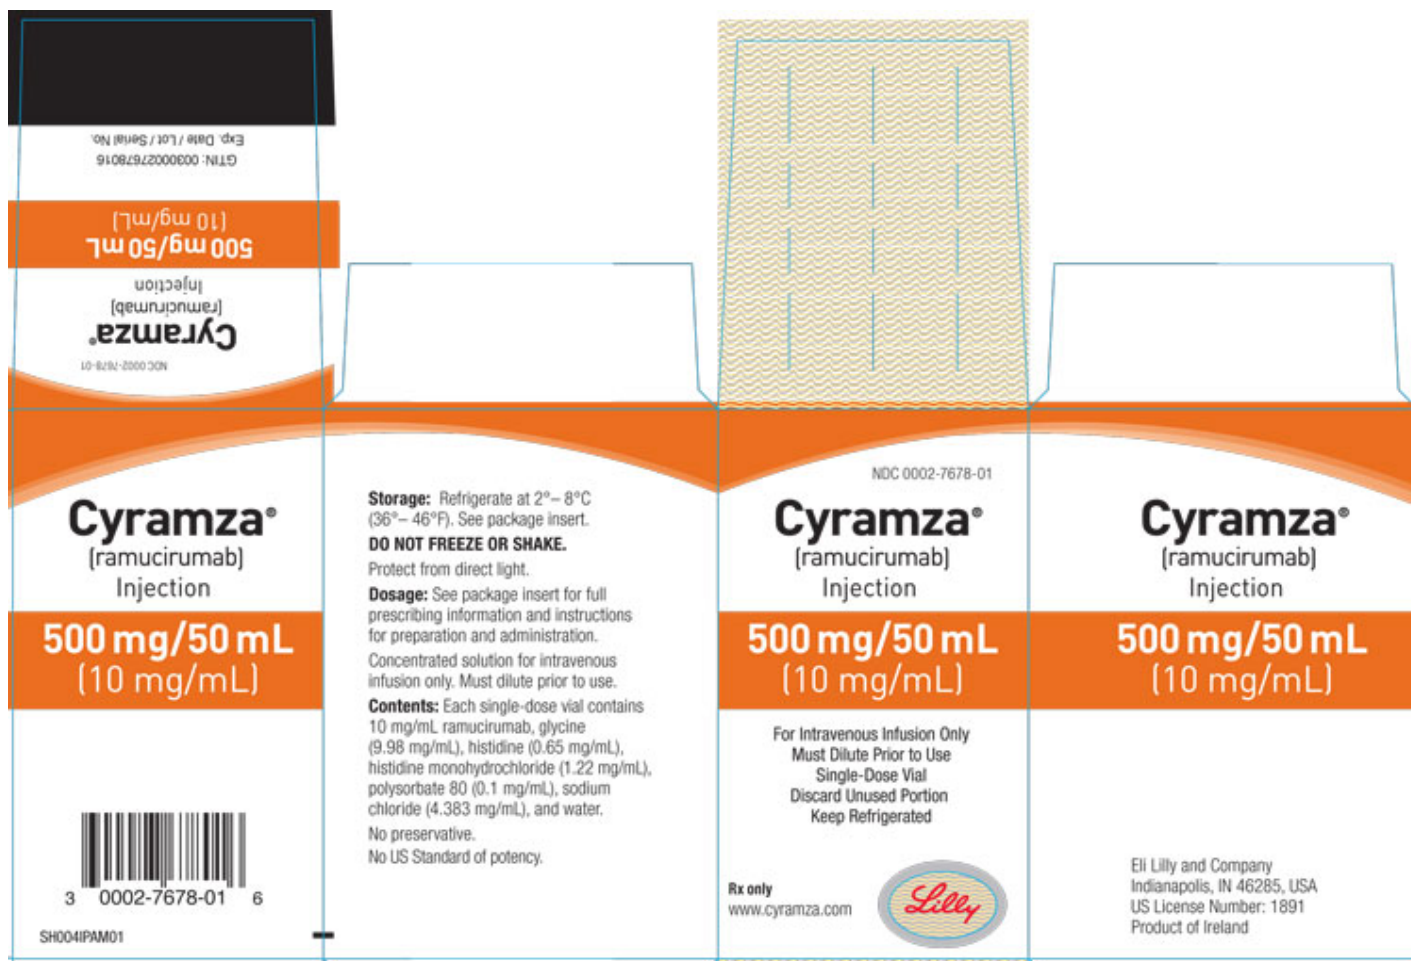 Exp. Date / Lot / Serial No.
GTIN: 00300027678016
500 mg/50 mL
(10 mg/mL)
Cyramza®
(ramucirumab)
Injection
NDC 0002-7678-01
Cyramza®
(ramucirumab)
Injection
500 mg/50 mL
(10 mg/mL)
3 0002-7678-01 6
SH004IPAM01
Storage: Refrigerate at 2°– 8°C
(36°– 46°F). See package insert.
DO NOT FREEZE OR SHAKE.
Protect from direct light.
Dosage: See package insert for full
prescribing information and instructions
for preparation and administration.
Concentrated solution for intravenous
infusion only. Must dilute prior to use.
Contents: Each single-dose vial contains
10 mg/mL ramucirumab, glycine
(9.98 mg/mL), histidine (0.65 mg/mL),
histidine monohydrochloride (1.22 mg/mL),
polysorbate 80 (0.1 mg/mL), sodium
chloride (4.383 mg/mL), and water.
No preservative.
No US Standard of potency.
NDC 0002-7678-01
Cyramza®
(ramucirumab)
Injection
500 mg/50 mL
(10 mg/mL)
For Intravenous Infusion Only
Must Dilute Prior to Use
Single-Dose Vial
Discard Unused Portion
Keep Refrigerated
Rx only
www.cyramza.com
Lilly
Cyramza®
(ramucirumab)
Injection
500 mg/50 mL
(10 mg/mL)
Eli Lilly and Company
Indianapolis, IN 46285, USA
US License Number: 1891
Product of Ireland